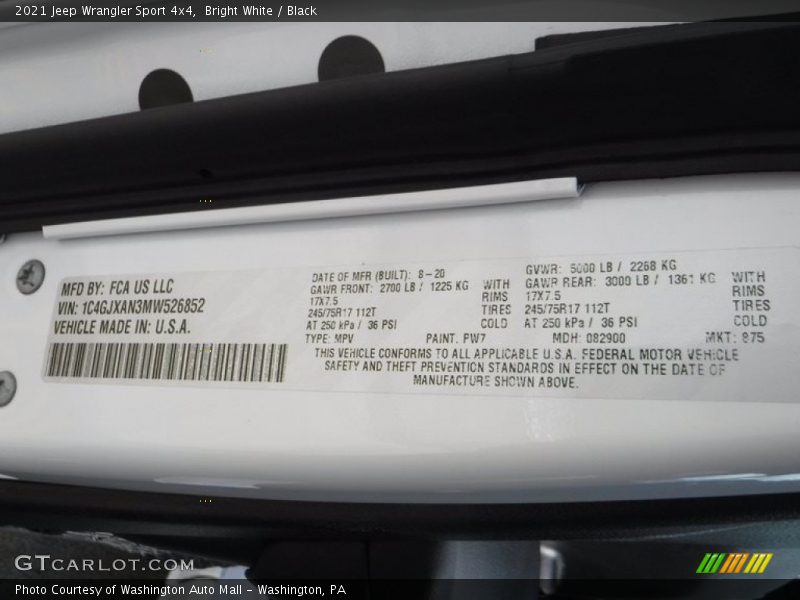 2021 Jeep Wrangler Sport 4x4,  Bright White / Black
MFD BY: FCA US LLC
VIN: 1C4GJXAN3MW526852
VEHICLE MADE IN: U.S.A.
DATE OF MFR (BUILT): 8-20
GAWR FRONT: 2700 LB / 1225 KG WITH
17X7.5 RIMS
245/75R17 112T TIRES
AT 250 kPa / 36 PSI COLD
GVWR: 5000 LB / 2268 KG
GAWR REAR: 3000 LB / 1361 KG WITH
17X7.5 RIMS
245/75R17 112T TIRES
AT 250 kPa / 36 PSI COLD
TYPE: MPV PAINT: PW7 MDH: 082900 MKT: 875
THIS VEHICLE CONFORMS TO ALL APPLICABLE U.S.A. FEDERAL MOTOR VEHICLE
SAFETY AND THEFT PREVENTION STANDARDS IN EFFECT ON THE DATE OF
MANUFACTURE SHOWN ABOVE.
GTCARLOT.COM
Photo Courtesy of Washington Auto Mall - Washington, PA